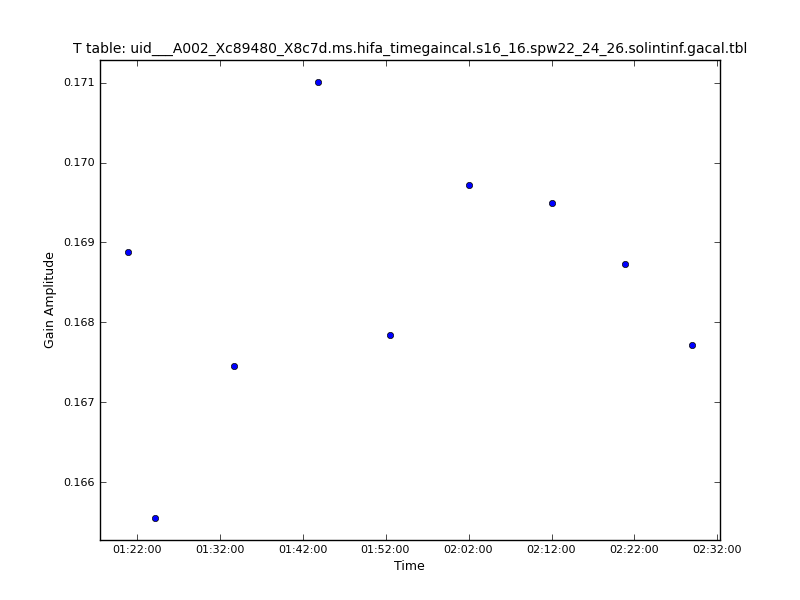 T table: uid___A002_Xc89480_X8c7d.ms.hifa_timegaincal.s16_16.spw22_24_26.solintinf.gacal.tbl
0.171
0.170
0.169
0.168
0.167
0.166
Gain Amplitude
01:22:00 01:32:00 01:42:00 01:52:00 02:02:00 02:12:00 02:22:00 02:32:00
Time